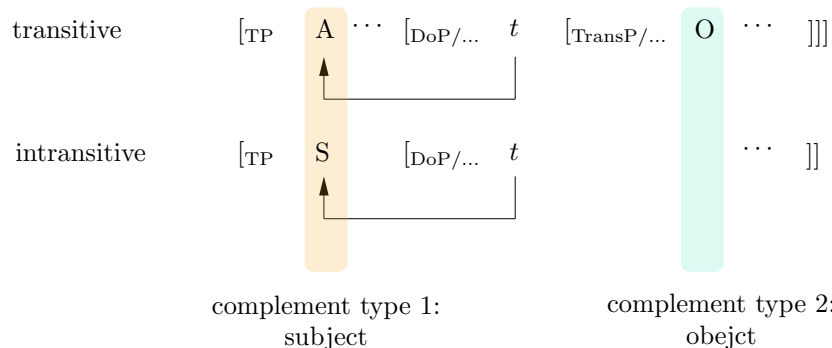 transitive [TP A ··· [DoP/... t [TransP/... O ··· ]]]
intransitive [TP S [DoP/... t ··· ]]
complement type 1: complement type 2:
subject obejct